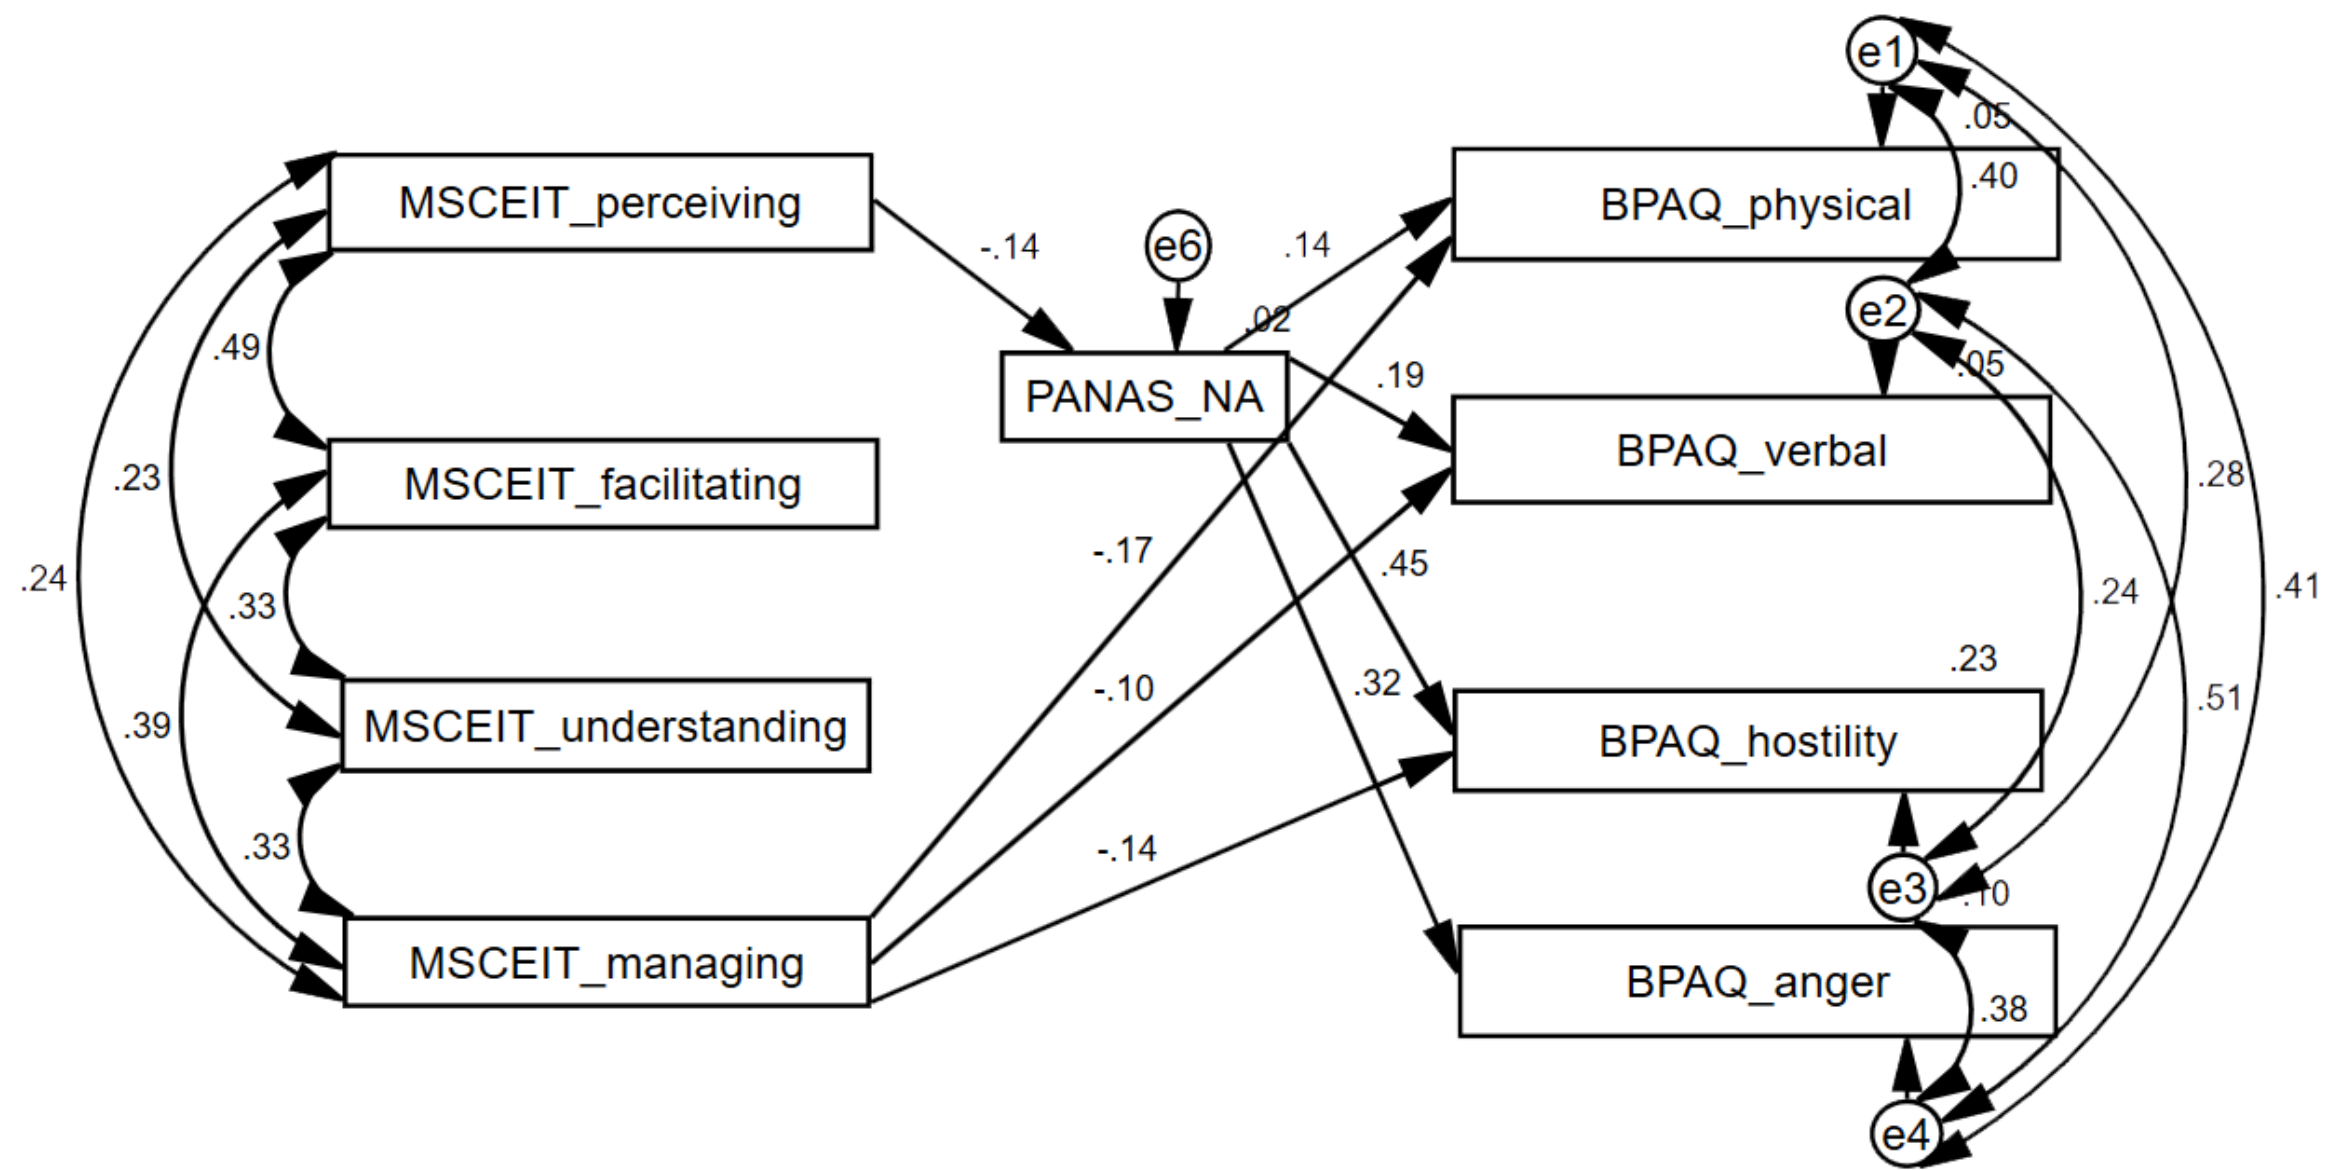 e1
.05
.40
MSCEIT_perceiving
BPAQ_physical
-.14
e6
.14
.02
e2
.49
PANAS_NA
.19
.05
.23
MSCEIT_facilitating
BPAQ_verbal
.28
.24
.33
-.17
.45
.24
.41
.39
MSCEIT_understanding
-.10
.32
.23
.51
BPAQ_hostility
.33
-.14
e3
.10
MSCEIT_managing
BPAQ_anger
.38
e4